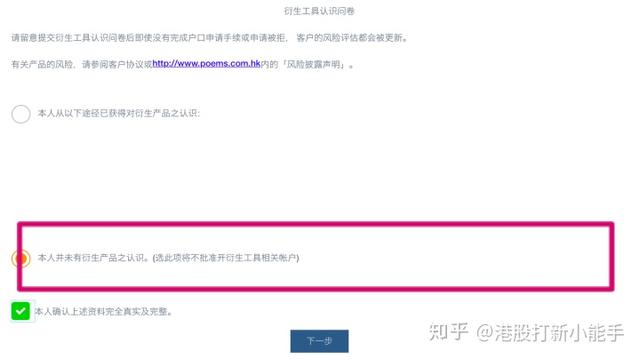 衍生工具认识问卷
请留意提交衍生工具认识问卷后即使没有完成户口申请手续或申请被拒， 客户的风险评估都会被更新。
有关产品的风险，请参阅客户协议或http://www.poems.com.hk内的「风险披露声明」。
本人从以下途径已获得对衍生产品之认识：
本人并未有衍生产品之认识。(选此项将不批准开衍生工具相关帐户)
本人确认上述资料完全真实及完整。
下一步
知乎 @港股打新小能手